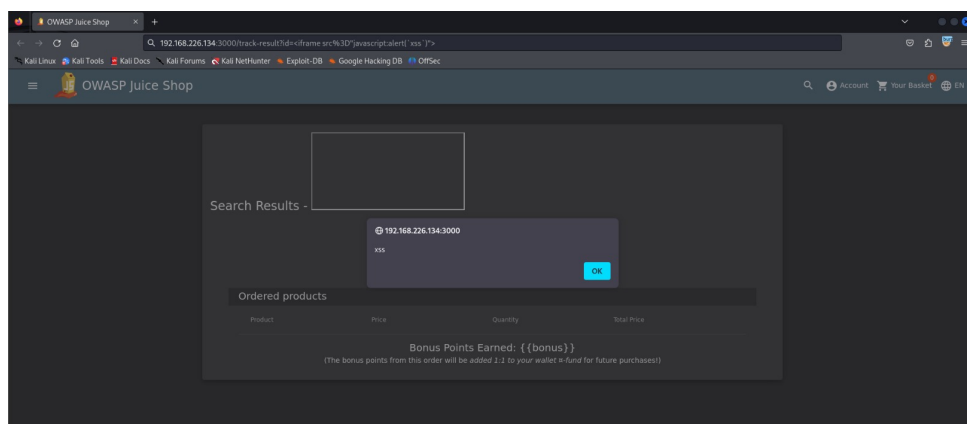 OWASP Juice Shop
192.168.226.134:3000/track-result?id=<iframe src%3D"javascript:alert(`xss`)">
Kali Linux Kali Tools Kali Docs Kali Forums Kali NetHunter Exploit-DB Google Hacking DB OffSec
OWASP Juice Shop
Account Your Basket 0 EN
Search Results -
192.168.226.134:3000
xss
OK
Ordered products
Product Price Quantity Total Price
Bonus Points Earned: {{bonus}}
(The bonus points from this order will be added 1:1 to your wallet ¤-fund for future purchases!)